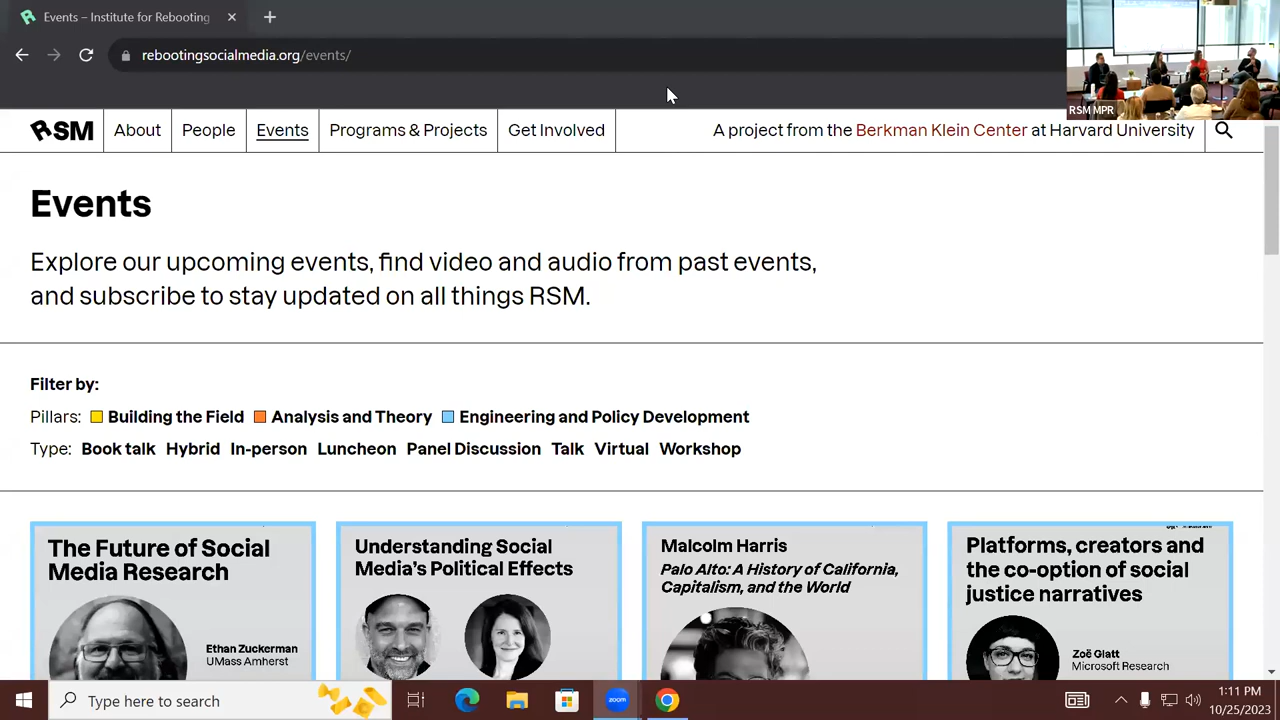 Events – Institute for Rebooting
rebootingsocialmedia.org/events/
RSM MPR
RSM
About
People
Events
Programs & Projects
Get Involved
A project from the Berkman Klein Center at Harvard University
Events
Explore our upcoming events, find video and audio from past events,
and subscribe to stay updated on all things RSM.
Filter by:
Pillars: Building the Field Analysis and Theory Engineering and Policy Development
Type: Book talk Hybrid In-person Luncheon Panel Discussion Talk Virtual Workshop
The Future of Social
Media Research
Ethan Zuckerman
UMass Amherst
Understanding Social
Media's Political Effects
Malcolm Harris
Palo Alto: A History of California,
Capitalism, and the World
Platforms, creators and
the co-option of social
justice narratives
Zoë Glatt
Microsoft Research
Type here to search
zoom
1:11 PM
10/25/2023